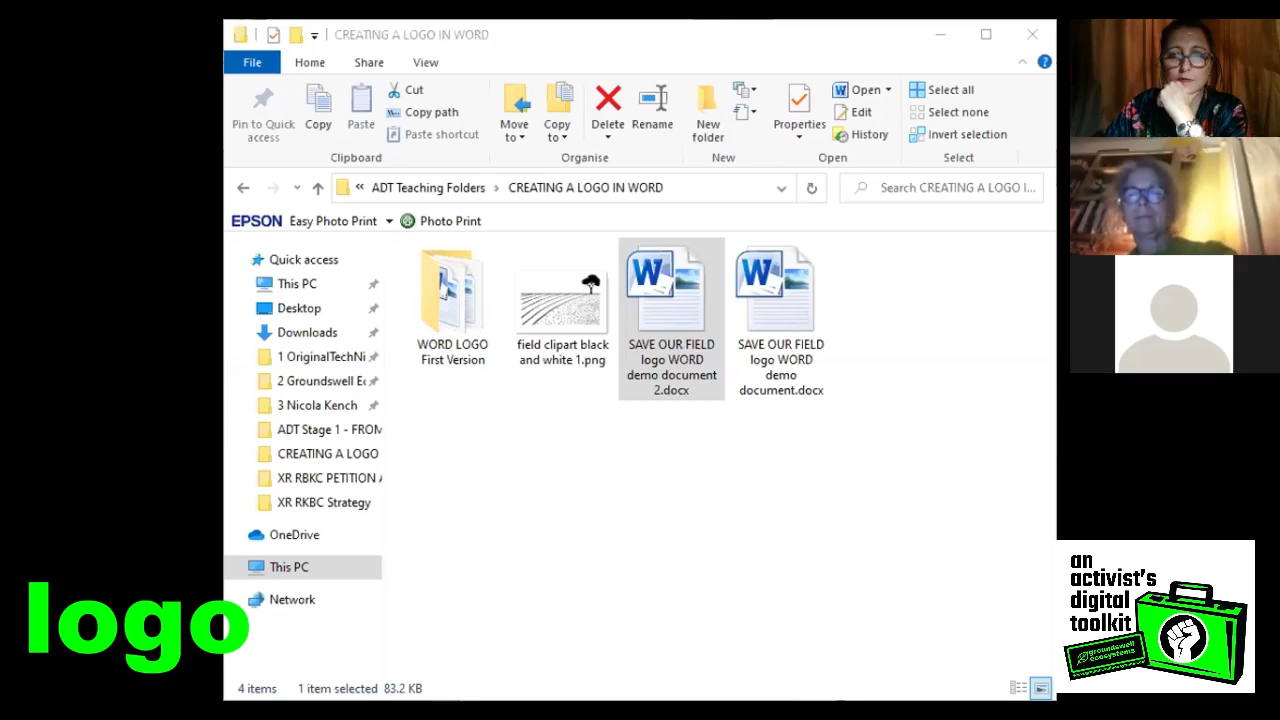 CREATING A LOGO IN WORD
File
Home
Share
View
Pin to Quick
access
Copy
Paste
Cut
Copy path
Paste shortcut
Move
to
Copy
to
Delete
Rename
New
folder
Properties
Open
Edit
History
Select all
Select none
Invert selection
Clipboard
Organise
New
Open
Select
« ADT Teaching Folders › CREATING A LOGO IN WORD
Search CREATING A LOGO I...
EPSON Easy Photo Print Photo Print
Quick access
This PC
Desktop
Downloads
1 OriginalTechNi
2 Groundswell Ec
3 Nicola Kench
ADT Stage 1 - FROM
CREATING A LOGO
XR RBKC PETITION A
XR RKBC Strategy
OneDrive
This PC
Network
WORD LOGO
First Version
field clipart black
and white 1.png
SAVE OUR FIELD
logo WORD
demo document
2.docx
SAVE OUR FIELD
logo WORD
demo
document.docx
4 items
1 item selected 83.2 KB
logo
an
activist's
digital
toolkit
groundswell
ecosystems